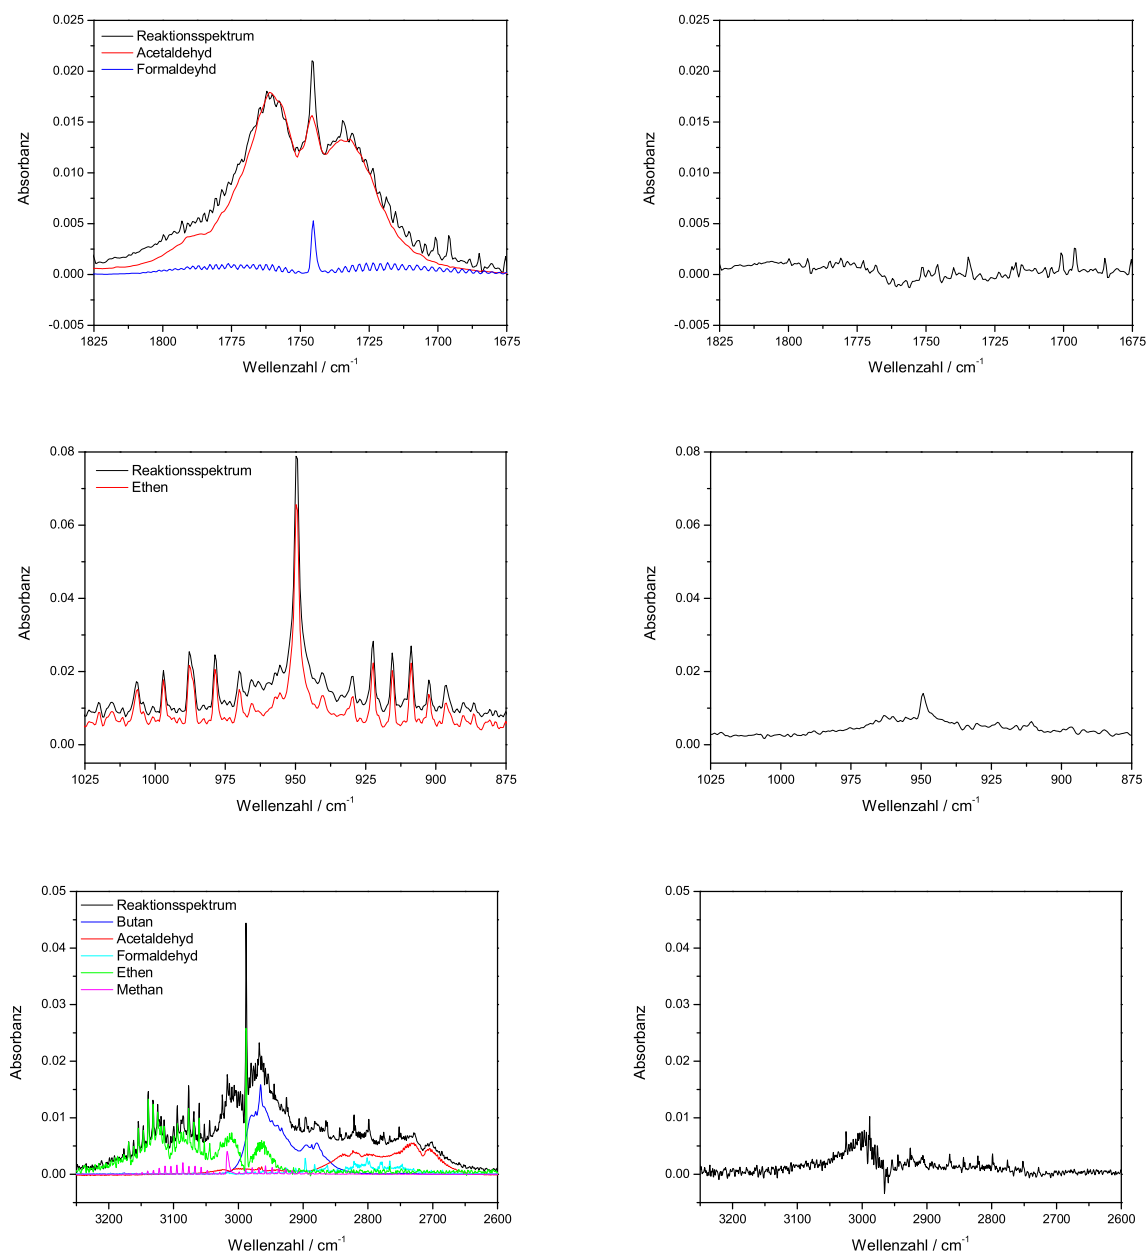 0.025
0.020
0.015
0.010
0.005
0.000
-0.005
Absorbanz
Reaktionsspektrum
Acetaldehyd
Formaldeyhd
1825 1800 1775 1750 1725 1700 1675
Wellenzahl / cm-1
0.025
0.020
0.015
0.010
0.005
0.000
-0.005
Absorbanz
1825 1800 1775 1750 1725 1700 1675
Wellenzahl / cm-1
0.08
0.06
0.04
0.02
0.00
Absorbanz
Reaktionsspektrum
Ethen
1025 1000 975 950 925 900 875
Wellenzahl / cm-1
0.08
0.06
0.04
0.02
0.00
Absorbanz
1025 1000 975 950 925 900 875
Wellenzahl / cm-1
0.05
0.04
0.03
0.02
0.01
0.00
Absorbanz
Reaktionsspektrum
Butan
Acetaldehyd
Formaldehyd
Ethen
Methan
3200 3100 3000 2900 2800 2700 2600
Wellenzahl / cm-1
0.05
0.04
0.03
0.02
0.01
0.00
Absorbanz
3200 3100 3000 2900 2800 2700 2600
Wellenzahl / cm-1